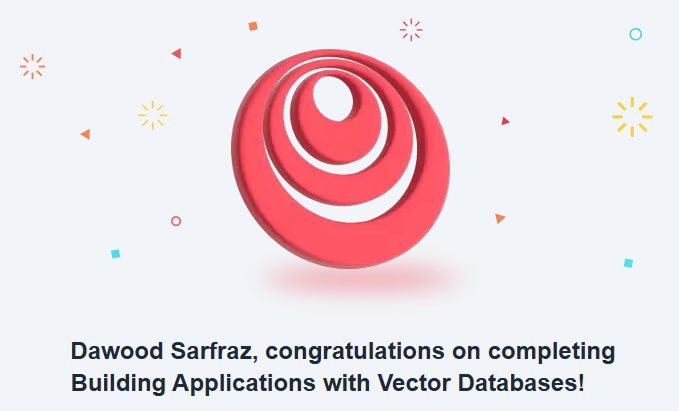 Dawood Sarfraz, congratulations on completing
Building Applications with Vector Databases!